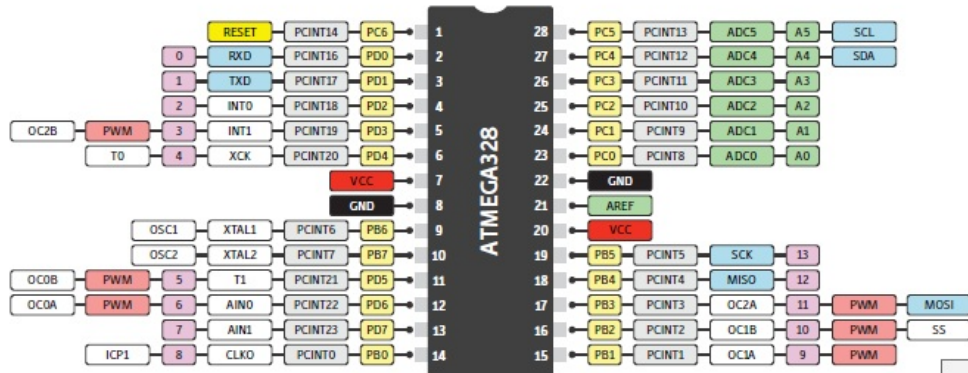 RESET PCINT14 PC6 1 28 PC5 PCINT13 ADC5 A5 SCL
0 RXD PCINT16 PD0 2 27 PC4 PCINT12 ADC4 A4 SDA
1 TXD PCINT17 PD1 3 26 PC3 PCINT11 ADC3 A3
2 INT0 PCINT18 PD2 4 25 PC2 PCINT10 ADC2 A2
OC2B PWM 3 INT1 PCINT19 PD3 5 24 PC1 PCINT9 ADC1 A1
T0 4 XCK PCINT20 PD4 6 23 PC0 PCINT8 ADC0 A0
VCC 7 22 GND
GND 8 21 AREF
OSC1 XTAL1 PCINT6 PB6 9 20 VCC
OSC2 XTAL2 PCINT7 PB7 10 19 PB5 PCINT5 SCK 13
OC0B PWM 5 T1 PCINT21 PD5 11 18 PB4 PCINT4 MISO 12
OC0A PWM 6 AIN0 PCINT22 PD6 12 17 PB3 PCINT3 OC2A 11 PWM MOSI
7 AIN1 PCINT23 PD7 13 16 PB2 PCINT2 OC1B 10 PWM SS
ICP1 8 CLKO PCINT0 PB0 14 15 PB1 PCINT1 OC1A 9 PWM
ATMEGA328